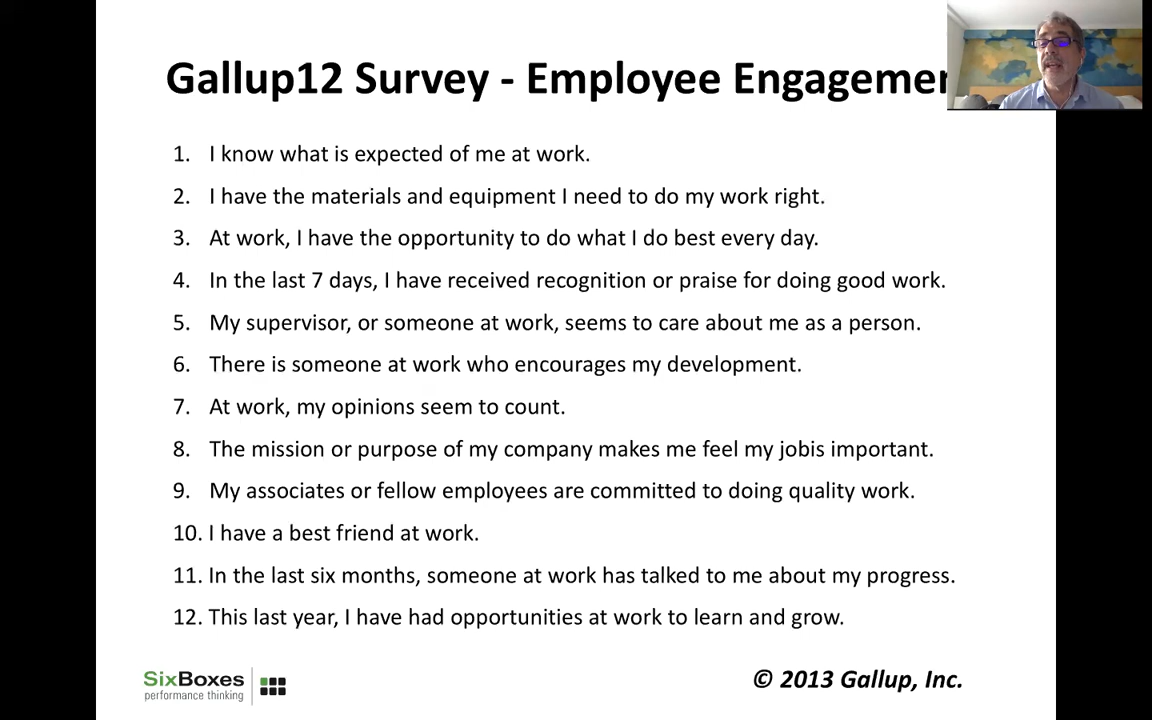 Gallup12 Survey - Employee Engagemen
1. I know what is expected of me at work.
2. I have the materials and equipment I need to do my work right.
3. At work, I have the opportunity to do what I do best every day.
4. In the last 7 days, I have received recognition or praise for doing good work.
5. My supervisor, or someone at work, seems to care about me as a person.
6. There is someone at work who encourages my development.
7. At work, my opinions seem to count.
8. The mission or purpose of my company makes me feel my jobis important.
9. My associates or fellow employees are committed to doing quality work.
10. I have a best friend at work.
11. In the last six months, someone at work has talked to me about my progress.
12. This last year, I have had opportunities at work to learn and grow.
SixBoxes
performance thinking
© 2013 Gallup, Inc.